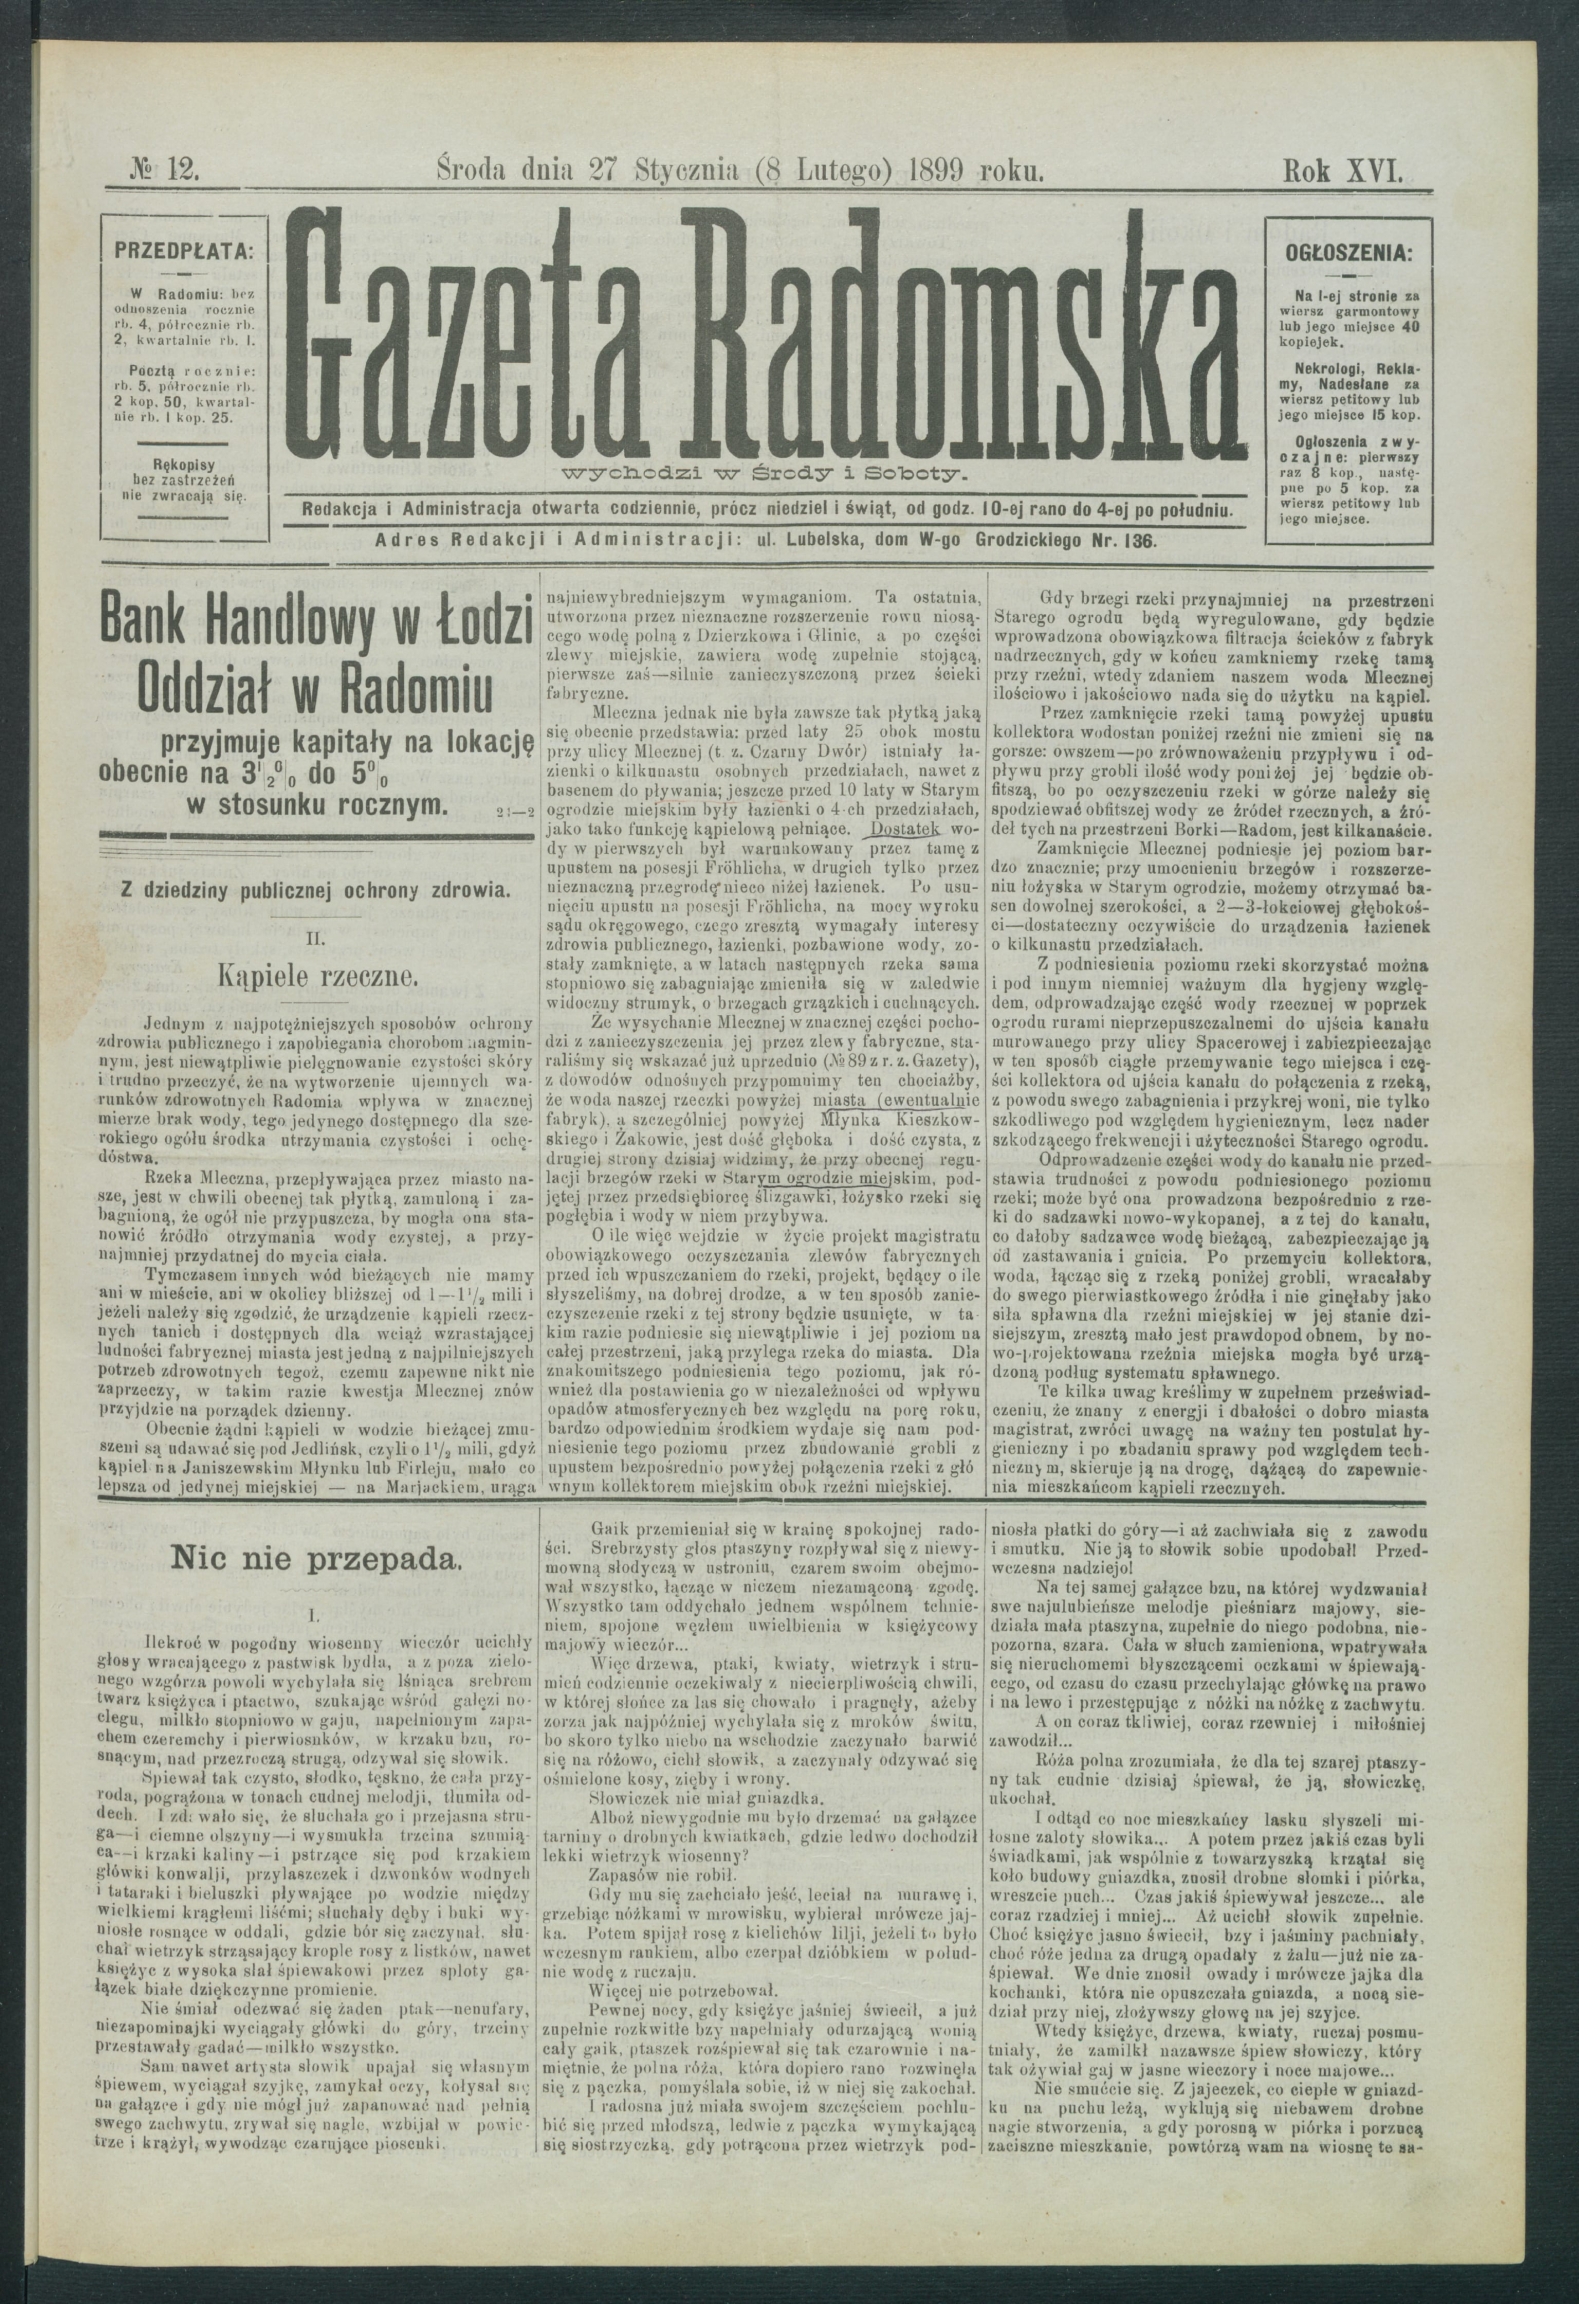 № 12.
Środa dnia 27 Stycznia (8 Lutego) 1899 roku.
Rok XVI.
PRZEDPŁATA:
W Radomiu: bez
odnoszenia rocznie
rb. 4, półrocznie rb.
2, kwartalnie rb. 1.
Pocztą rocznie:
rb. 5, półrocznie rb.
2 kop. 50, kwartal-
nie rb. 1 kop. 25.
Rękopisy
bez zastrzeżeń
nie zwracają się.
Gazeta Radomska
wychodzi w Środy i Soboty.
Redakcja i Administracja otwarta codziennie, prócz niedziel i świąt, od godz. 10-ej rano do 4-ej po południu.
Adres Redakcji i Administracji: ul. Lubelska, dom W-go Grodzickiego Nr. 136.
OGŁOSZENIA:
Na I-ej stronie za
wiersz garmontowy
lub jego miejsce 40
kopiejek.
Nekrologi, Rekla-
my, Nadesłane za
wiersz petitowy lub
jego miejsce 15 kop.
Ogłoszenia zwy-
czajne: pierwszy
raz 8 kop., nastę-
pne po 5 kop. za
wiersz petitowy lub
jego miejsce.
Bank Handlowy w Łodzi
Oddział w Radomiu
przyjmuje kapitały na lokację
obecnie na 3½% do 5%
w stosunku rocznym.
Z dziedziny publicznej ochrony zdrowia.
II.
Kąpiele rzeczne.
Jednym z najpotężniejszych sposobów ochrony
zdrowia publicznego i zapobiegania chorobom nagmin-
nym, jest niewątpliwie pielęgnowanie czystości skóry
i trudno przeczyć, że na wytworzenie ujemnych wa-
runków zdrowotnych Radomia wpływa w znacznej
mierze brak wody, tego jedynego dostępnego dla sze-
rokiego ogółu środka utrzymania czystości i ochę-
dóstwa.
Rzeka Mleczna, przepływająca przez miasto na-
sze, jest w chwili obecnej tak płytką, zamuloną i za-
bagnioną, że ogół nie przypuszcza, by mogła ona sta-
nowić źródło otrzymania wody czystej, a przy-
najmniej przydatnej do mycia ciała.
Tymczasem innych wód bieżących nie mamy
ani w mieście, ani w okolicy bliższej od 1—1½ mili i
jeżeli należy się zgodzić, że urządzenie kąpieli rzecz-
nych tanich i dostępnych dla wciąż wzrastającej
ludności fabrycznej miasta jest jedną z najpilniejszych
potrzeb zdrowotnych tegoż, czemu zapewne nikt nie
zaprzeczy, w takim razie kwestja Mlecznej znów
przyjdzie na porządek dzienny.
Obecnie żądni kąpieli w wodzie bieżącej zmu-
szeni są udawać się pod Jedlińsk, czyli o 1½ mili, gdyż
kąpiel na Janiszewskim Młynku lub Firleju, mało co
lepsza od jedynej miejskiej — na Marjackiem, urąga
najniewybredniejszym wymaganiom. Ta ostatnia,
utworzona przez nieznaczne rozszerzenie rowu niosą-
cego wodę polną z Dzierzkowa i Glinic, a po części
zlewy miejskie, zawiera wodę zupełnie stojącą,
pierwsze zaś—silnie zanieczyszczoną przez ścieki
fabryczne.
Mleczna jednak nie była zawsze tak płytką jaką
się obecnie przedstawia: przed laty 25 obok mostu
przy ulicy Mlecznej (t. z. Czarny Dwór) istniały ła-
zienki o kilkunastu osobnych przedziałach, nawet z
basenem do pływania; jeszcze przed 10 laty w Starym
ogrodzie miejskim były łazienki o 4-ch przedziałach,
jako tako funkcję kąpielową pełniące. Dostatek wo-
dy w pierwszych był warunkowany przez tamę z
upustem na posesji Fröhlicha, w drugich tylko przez
nieznaczną przegrodę nieco niżej łazienek. Po usu-
nięciu upustu na posesji Fröhlicha, na mocy wyroku
sądu okręgowego, czego zresztą wymagały interesy
zdrowia publicznego, łazienki, pozbawione wody, zo-
stały zamknięte, a w latach następnych rzeka sama
stopniowo się zabagniając zmieniła się w zaledwie
widoczny strumyk, o brzegach grzązkich i cuchnących.
Że wysychanie Mlecznej w znacznej części pocho-
dzi z zanieczyszczenia jej przez zlewy fabryczne, sta-
raliśmy się wskazać już uprzednio (№ 89 z r. z. Gazety),
z dowodów odnośnych przypomnimy ten chociażby,
że woda naszej rzeczki powyżej miasta (ewentualnie
fabryk), a szczególniej powyżej Młynka Kieszkow-
skiego i Żakowic, jest dość głęboka i dość czysta, z
drugiej strony dzisiaj widzimy, że przy obecnej regu-
lacji brzegów rzeki w Starym ogrodzie miejskim, pod-
jętej przez przedsiębiorcę ślizgawki, łożysko rzeki się
pogłębia i wody w niem przybywa.
O ile więc wejdzie w życie projekt magistratu
obowiązkowego oczyszczania zlewów fabrycznych
przed ich wpuszczaniem do rzeki, projekt, będący o ile
słyszeliśmy, na dobrej drodze, a w ten sposób zanie-
czyszczenie rzeki z tej strony będzie usunięte, w ta-
kim razie podniesie się niewątpliwie i jej poziom na
całej przestrzeni, jaką przylega rzeka do miasta. Dla
znakomitszego podniesienia tego poziomu, jak ró-
wnież dla postawienia go w niezależności od wpływu
opadów atmosferycznych bez względu na porę roku,
bardzo odpowiednim środkiem wydaje się nam pod-
niesienie tego poziomu przez zbudowanie grobli z
upustem bezpośrednio powyżej połączenia rzeki z głó
wnym kollektorem miejskim obok rzeźni miejskiej.
Gdy brzegi rzeki przynajmniej na przestrzeni
Starego ogrodu będą wyregulowane, gdy będzie
wprowadzona obowiązkowa filtracja ścieków z fabryk
nadrzecznych, gdy w końcu zamkniemy rzekę tamą
przy rzeźni, wtedy zdaniem naszem woda Mlecznej
ilościowo i jakościowo nada się do użytku na kąpiel.
Przez zamknięcie rzeki tamą powyżej upustu
kollektora wodostan poniżej rzeźni nie zmieni się na
gorsze: owszem—po zrównoważeniu przypływu i od-
pływu przy grobli ilość wody poniżej jej będzie ob-
fitszą, bo po oczyszczeniu rzeki w górze należy się
spodziewać obfitszej wody ze źródeł rzecznych, a źró-
deł tych na przestrzeni Borki—Radom, jest kilkanaście.
Zamknięcie Mlecznej podniesie jej poziom bar-
dzo znacznie; przy umocnieniu brzegów i rozszerze-
niu łożyska w Starym ogrodzie, możemy otrzymać ba-
sen dowolnej szerokości, a 2—3-łokciowej głębokoś-
ci—dostateczny oczywiście do urządzenia łazienek
o kilkunastu przedziałach.
Z podniesienia poziomu rzeki skorzystać można
i pod innym niemniej ważnym dla hygjeny wzglę-
dem, odprowadzając część wody rzecznej w poprzek
ogrodu rurami nieprzepuszczalnemi do ujścia kanału
murowanego przy ulicy Spacerowej i zabiezpieczając
w ten sposób ciągłe przemywanie tego miejsca i czę-
ści kollektora od ujścia kanału do połączenia z rzeką,
z powodu swego zabagnienia i przykrej woni, nie tylko
szkodliwego pod względem hygienicznym, lecz nader
szkodzącego frekwencji i użyteczności Starego ogrodu.
Odprowadzenie części wody do kanału nie przed-
stawia trudności z powodu podniesionego poziomu
rzeki; może być ona prowadzona bezpośrednio z rze-
ki do sadzawki nowo-wykopanej, a z tej do kanału,
co dałoby sadzawce wodę bieżącą, zabezpieczając ją
od zastawania i gnicia. Po przemyciu kollektora,
woda, łącząc się z rzeką poniżej grobli, wracałaby
do swego pierwiastkowego źródła i nie ginęłaby jako
siła spławna dla rzeźni miejskiej w jej stanie dzi-
siejszym, zresztą mało jest prawdopodobnem, by no-
wo-projektowana rzeźnia miejska mogła być urzą-
dzoną podług systematu spławnego.
Te kilka uwag kreślimy w zupełnem przeświad-
czeniu, że znany z energji i dbałości o dobro miasta
magistrat, zwróci uwagę na ważny ten postulat hy-
gieniczny i po zbadaniu sprawy pod względem tech-
nicznym, skieruje ją na drogę, dążącą do zapewnie-
nia mieszkańcom kąpieli rzecznych.
Nic nie przepada.
I.
Ilekroć w pogodny wiosenny wieczór ucichły
głosy wracającego z pastwisk bydła, a z poza zielo-
nego wzgórza powoli wychylała się lśniąca srebrem
twarz księżyca i ptactwo, szukając wśród gałęzi no-
clegu, milkło stopniowo w gaju, napełnionym zapa-
chem czeremchy i pierwiosnków, w krzaku bzu, ro-
snącym, nad przezroczą strugą, odzywał się słowik.
Śpiewał tak czysto, słodko, tęskno, że cała przy-
roda, pogrążona w tonach cudnej melodji, tłumiła od-
dech. I zdawało się, że słuchała go i przejasna stru-
ga—i ciemne olszyny—i wysmukła trzcina szumią-
ca—i krzaki kaliny—i pstrzące się pod krzakiem
główki konwalji, przylaszczek i dzwonków wodnych
i tataraki i bieluszki pływające po wodzie między
wielkiemi krągłemi liśćmi; słuchały dęby i buki wy-
niosłe rosnące w oddali, gdzie bór się zaczynał, słu-
chał wietrzyk strząsający krople rosy z listków, nawet
księżyc z wysoka słał śpiewakowi przez sploty ga-
łązek białe dziękczynne promienie.
Nie śmiał odezwać się żaden ptak—nenufary,
niezapominajki wyciągały główki do góry, trzciny
przestawały gadać—milkło wszystko.
Sam nawet artysta słowik upajał się własnym
śpiewem, wyciągał szyjkę, zamykał oczy, kołysał się
na gałązce i gdy nie mógł już zapanować nad pełnią
swego zachwytu, zrywał się nagle, wzbijał w powie-
trze i krążył, wywodząc czarujące piosenki.
Gaik przemieniał się w krainę spokojnej rado-
ści. Srebrzysty głos ptaszyny rozpływał się z niewy-
mowną słodyczą w ustroniu, czarem swoim obejmo-
wał wszystko, łącząc w niczem niezamąconą zgodę.
Wszystko tam oddychało jednem wspólnem tchnie-
niem, spojone węzłem uwielbienia w księżycowy
majowy wieczór...
Więc drzewa, ptaki, kwiaty, wietrzyk i stru-
mień codziennie oczekiwały z niecierpliwością chwili,
w której słońce za las się chowało i pragnęły, ażeby
zorza jak najpóźniej wychylała się z mroków świtu,
bo skoro tylko niebo na wschodzie zaczynało barwić
się na różowo, cichł słowik, a zaczynały odzywać się
ośmielone kosy, zięby i wrony.
Słowiczek nie miał gniazdka.
Alboż niewygodnie mu było drzemać na gałązce
tarniny o drobnych kwiatkach, gdzie ledwo dochodził
lekki wietrzyk wiosenny?
Zapasów nie robił.
Gdy mu się zachciało jeść, leciał na murawę i,
grzebiąc nóżkami w mrowisku, wybierał mrówcze jaj-
ka. Potem spijał rosę z kielichów lilji, jeżeli to było
wczesnym rankiem, albo czerpał dzióbkiem w połud-
nie wodę z ruczaju.
Więcej nie potrzebował.
Pewnej nocy, gdy księżyc jaśniej świecił, a już
zupełnie rozkwitłe bzy napełniały odurzającą wonią
cały gaik, ptaszek rozśpiewał się tak czarownie i na-
miętnie, że polna róża, która dopiero rano rozwinęła
się z pączka, pomyślała sobie, iż w niej się zakochał.
I radosna już miała swojem szczęściem pochlu-
bić się przed młodszą, ledwie z pączka wymykającą
się siostrzyczką, gdy potrącona przez wietrzyk pod-
niosła płatki do góry—i aż zachwiała się z zawodu
i smutku. Nie ją to słowik sobie upodobał! Przed-
wczesna nadziejo!
Na tej samej gałązce bzu, na której wydzwaniał
swe najulubieńsze melodje pieśniarz majowy, sie-
działa mała ptaszyna, zupełnie do niego podobna, nie-
pozorna, szara. Cała w słuch zamieniona, wpatrywała
się nieruchomemi błyszczącemi oczkami w śpiewają-
cego, od czasu do czasu przechylając główkę na prawo
i na lewo i przestępując z nóżki na nóżkę z zachwytu.
A on coraz tkliwiej, coraz rzewniej i miłośniej
zawodził...
Róża polna zrozumiała, że dla tej szarej ptaszy-
ny tak cudnie dzisiaj śpiewał, że ją, słowiczkę,
ukochał.
I odtąd co noc mieszkańcy lasku słyszeli mi-
łosne zaloty słowika... A potem przez jakiś czas byli
świadkami, jak wspólnie z towarzyszką krzątał się
koło budowy gniazdka, znosił drobne słomki i piórka,
wreszcie puch... Czas jakiś śpiewywał jeszcze... ale
coraz rzadziej i mniej... Aż ucichł słowik zupełnie.
Choć księżyc jasno świecił, bzy i jaśminy pachniały,
choć róże jedna za drugą opadały z żalu—już nie za-
śpiewał. We dnie znosił owady i mrówcze jajka dla
kochanki, która nie opuszczała gniazda, a nocą sie-
dział przy niej, złożywszy głowę na jej szyjce.
Wtedy księżyc, drzewa, kwiaty, ruczaj posmu-
tniały, że zamilkł nazawsze śpiew słowiczy, który
tak ożywiał gaj w jasne wieczory i noce majowe...
Nie smućcie się. Z jajeczek, co ciepłe w gniazd-
ku na puchu leżą, wyklują się niebawem drobne
nagie stworzenia, a gdy porosną w piórka i porzucą
zaciszne mieszkanie, powtórzą wam na wiosnę te sa-